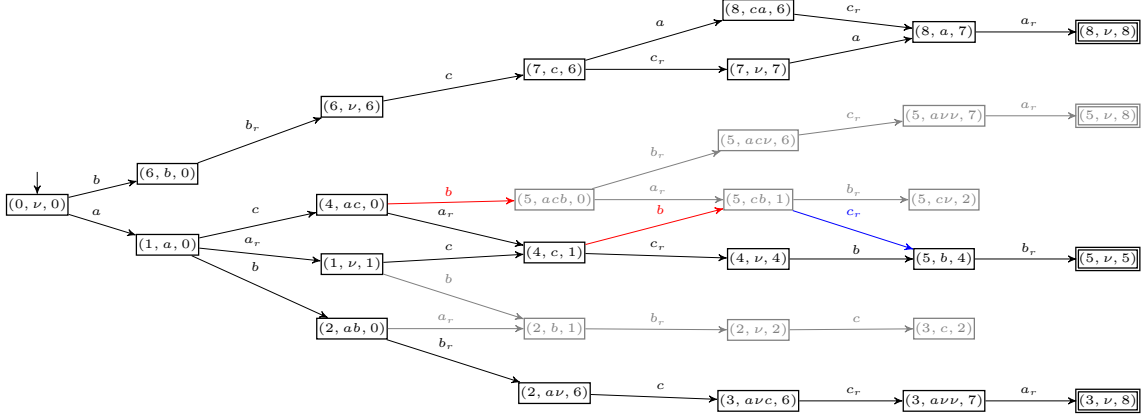 (8, ca, 6)
a
c_r
(8, a, 7)
a_r
(8, ν, 8)
a
c
(7, c, 6)
c_r
(7, ν, 7)
(6, ν, 6)
b_r
c_r
(5, aνν, 7)
a_r
(5, ν, 8)
(5, acν, 6)
b_r
b
(6, b, 0)
(0, ν, 0)
a
c
(4, ac, 0)
b
(5, acb, 0)
a_r
(5, cb, 1)
b_r
(5, cν, 2)
a_r
b
c_r
(1, a, 0)
a_r
(1, ν, 1)
c
(4, c, 1)
c_r
(4, ν, 4)
b
(5, b, 4)
b_r
(5, ν, 5)
b
b
(2, ab, 0)
a_r
(2, b, 1)
b_r
(2, ν, 2)
c
(3, c, 2)
b_r
(2, aν, 6)
c
(3, aνc, 6)
c_r
(3, aνν, 7)
a_r
(3, ν, 8)